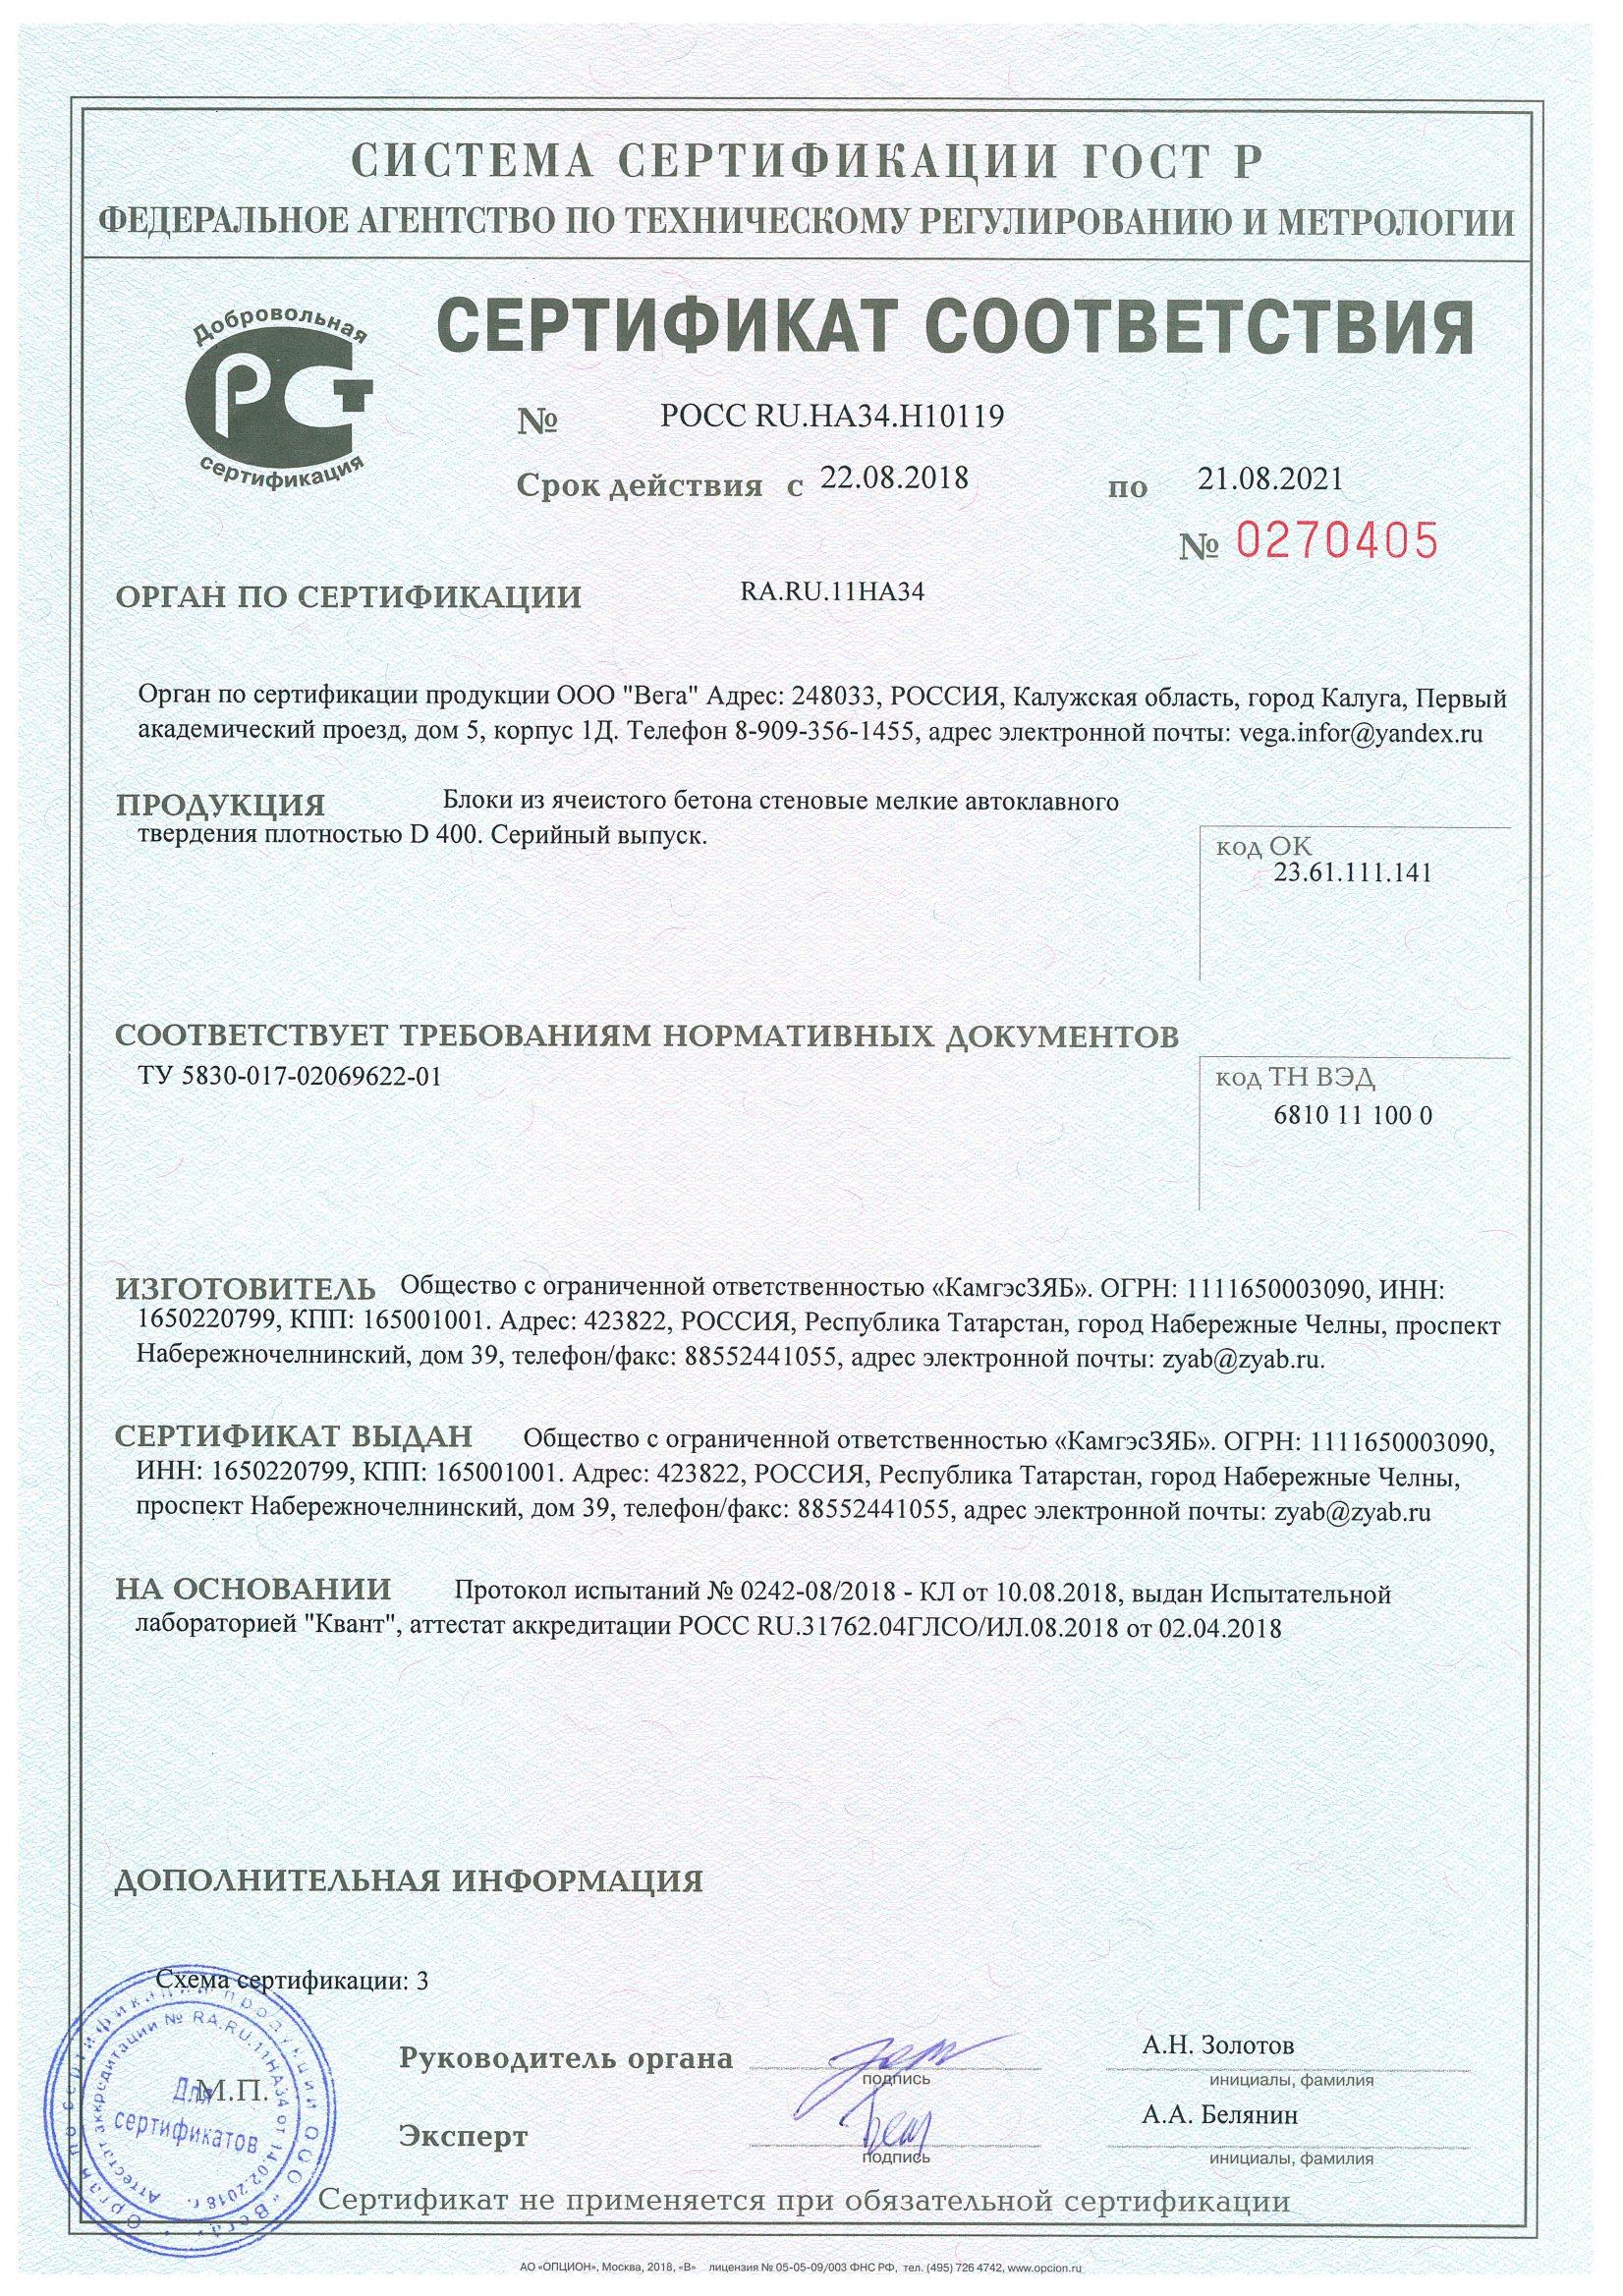 СИСТЕМА СЕРТИФИКАЦИИ ГОСТ Р
ФЕДЕРАЛЬНОЕ АГЕНТСТВО ПО ТЕХНИЧЕСКОМУ РЕГУЛИРОВАНИЮ И МЕТРОЛОГИИ
Добровольная
РСТ
сертификация
СЕРТИФИКАТ СООТВЕТСТВИЯ
№ РОСС RU.НА34.Н10119
Срок действия с 22.08.2018 по 21.08.2021
№ 0270405
ОРГАН ПО СЕРТИФИКАЦИИ RA.RU.11НА34
Орган по сертификации продукции ООО "Вега" Адрес: 248033, РОССИЯ, Калужская область, город Калуга, Первый
академический проезд, дом 5, корпус 1Д. Телефон 8-909-356-1455, адрес электронной почты: vega.infor@yandex.ru
ПРОДУКЦИЯ Блоки из ячеистого бетона стеновые мелкие автоклавного
твердения плотностью D 400. Серийный выпуск.
код ОК
23.61.111.141
СООТВЕТСТВУЕТ ТРЕБОВАНИЯМ НОРМАТИВНЫХ ДОКУМЕНТОВ
ТУ 5830-017-02069622-01
код ТН ВЭД
6810 11 100 0
ИЗГОТОВИТЕЛЬ Общество с ограниченной ответственностью «КамгэсЗЯБ». ОГРН: 1111650003090, ИНН:
1650220799, КПП: 165001001. Адрес: 423822, РОССИЯ, Республика Татарстан, город Набережные Челны, проспект
Набережночелнинский, дом 39, телефон/факс: 88552441055, адрес электронной почты: zyab@zyab.ru.
СЕРТИФИКАТ ВЫДАН Общество с ограниченной ответственностью «КамгэсЗЯБ». ОГРН: 1111650003090,
ИНН: 1650220799, КПП: 165001001. Адрес: 423822, РОССИЯ, Республика Татарстан, город Набережные Челны,
проспект Набережночелнинский, дом 39, телефон/факс: 88552441055, адрес электронной почты: zyab@zyab.ru
НА ОСНОВАНИИ Протокол испытаний № 0242-08/2018 - КЛ от 10.08.2018, выдан Испытательной
лабораторией "Квант", аттестат аккредитации РОСС RU.31762.04ГЛСО/ИЛ.08.2018 от 02.04.2018
ДОПОЛНИТЕЛЬНАЯ ИНФОРМАЦИЯ
Схема сертификации: 3
Орган по сертификации продукции ООО "Вега"
Аттестат аккредитации № RA.RU.11НА34 от 14.02.2018 г.
Для
сертификатов
М.П.
Руководитель органа
подпись
А.Н. Золотов
инициалы, фамилия
Эксперт
подпись
А.А. Белянин
инициалы, фамилия
Сертификат не применяется при обязательной сертификации
АО «ОПЦИОН», Москва, 2018, «В» лицензия № 05-05-09/003 ФНС РФ, тел. (495) 726 4742, www.opcion.ru